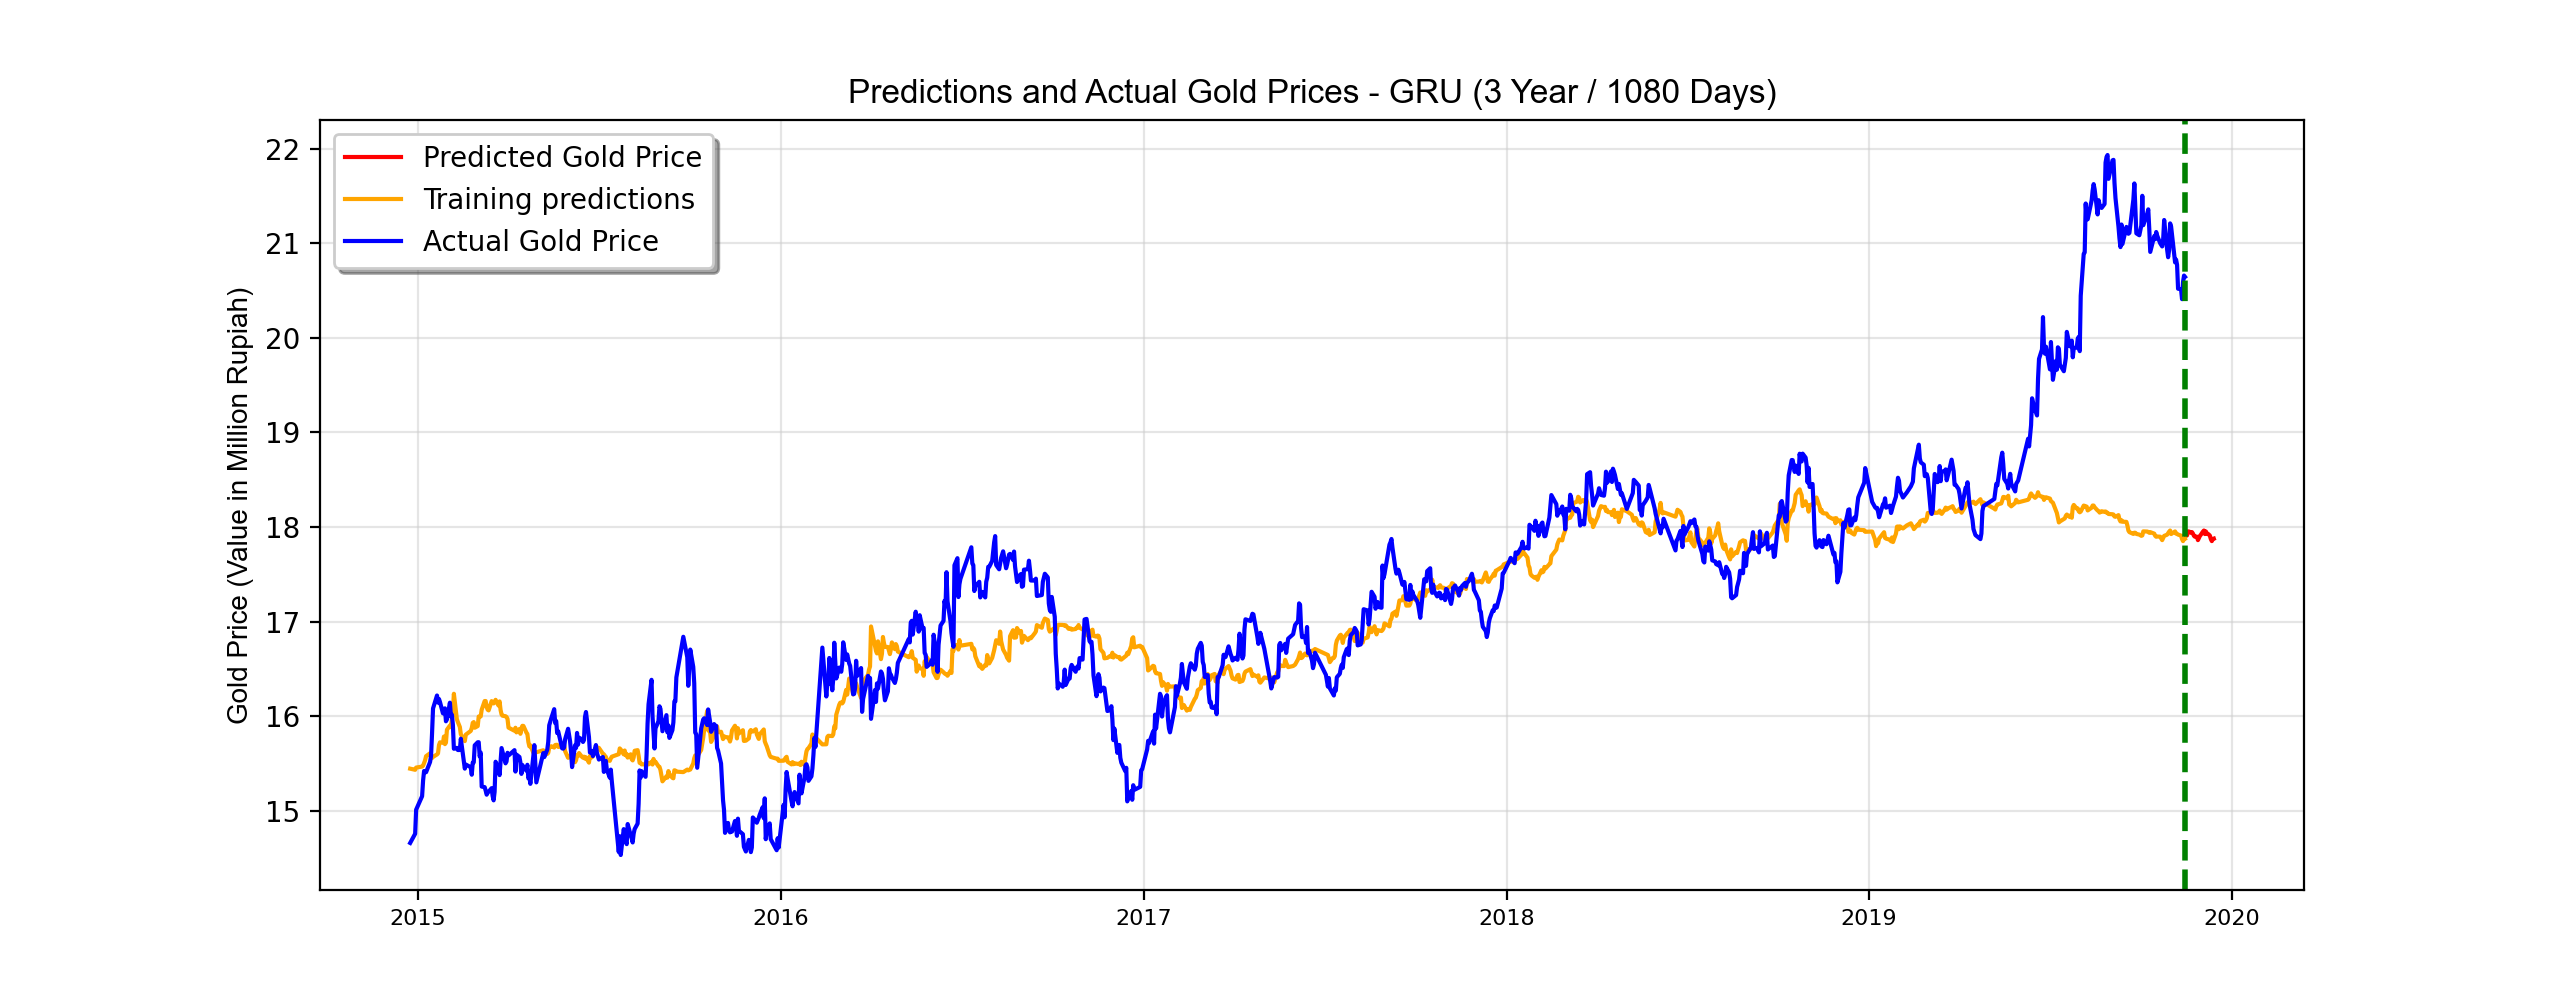 Predictions and Actual Gold Prices - GRU (3 Year / 1080 Days)
Predicted Gold Price
Training predictions
Actual Gold Price
Gold Price (Value in Million Rupiah)
22
21
20
19
18
17
16
15
2015 2016 2017 2018 2019 2020